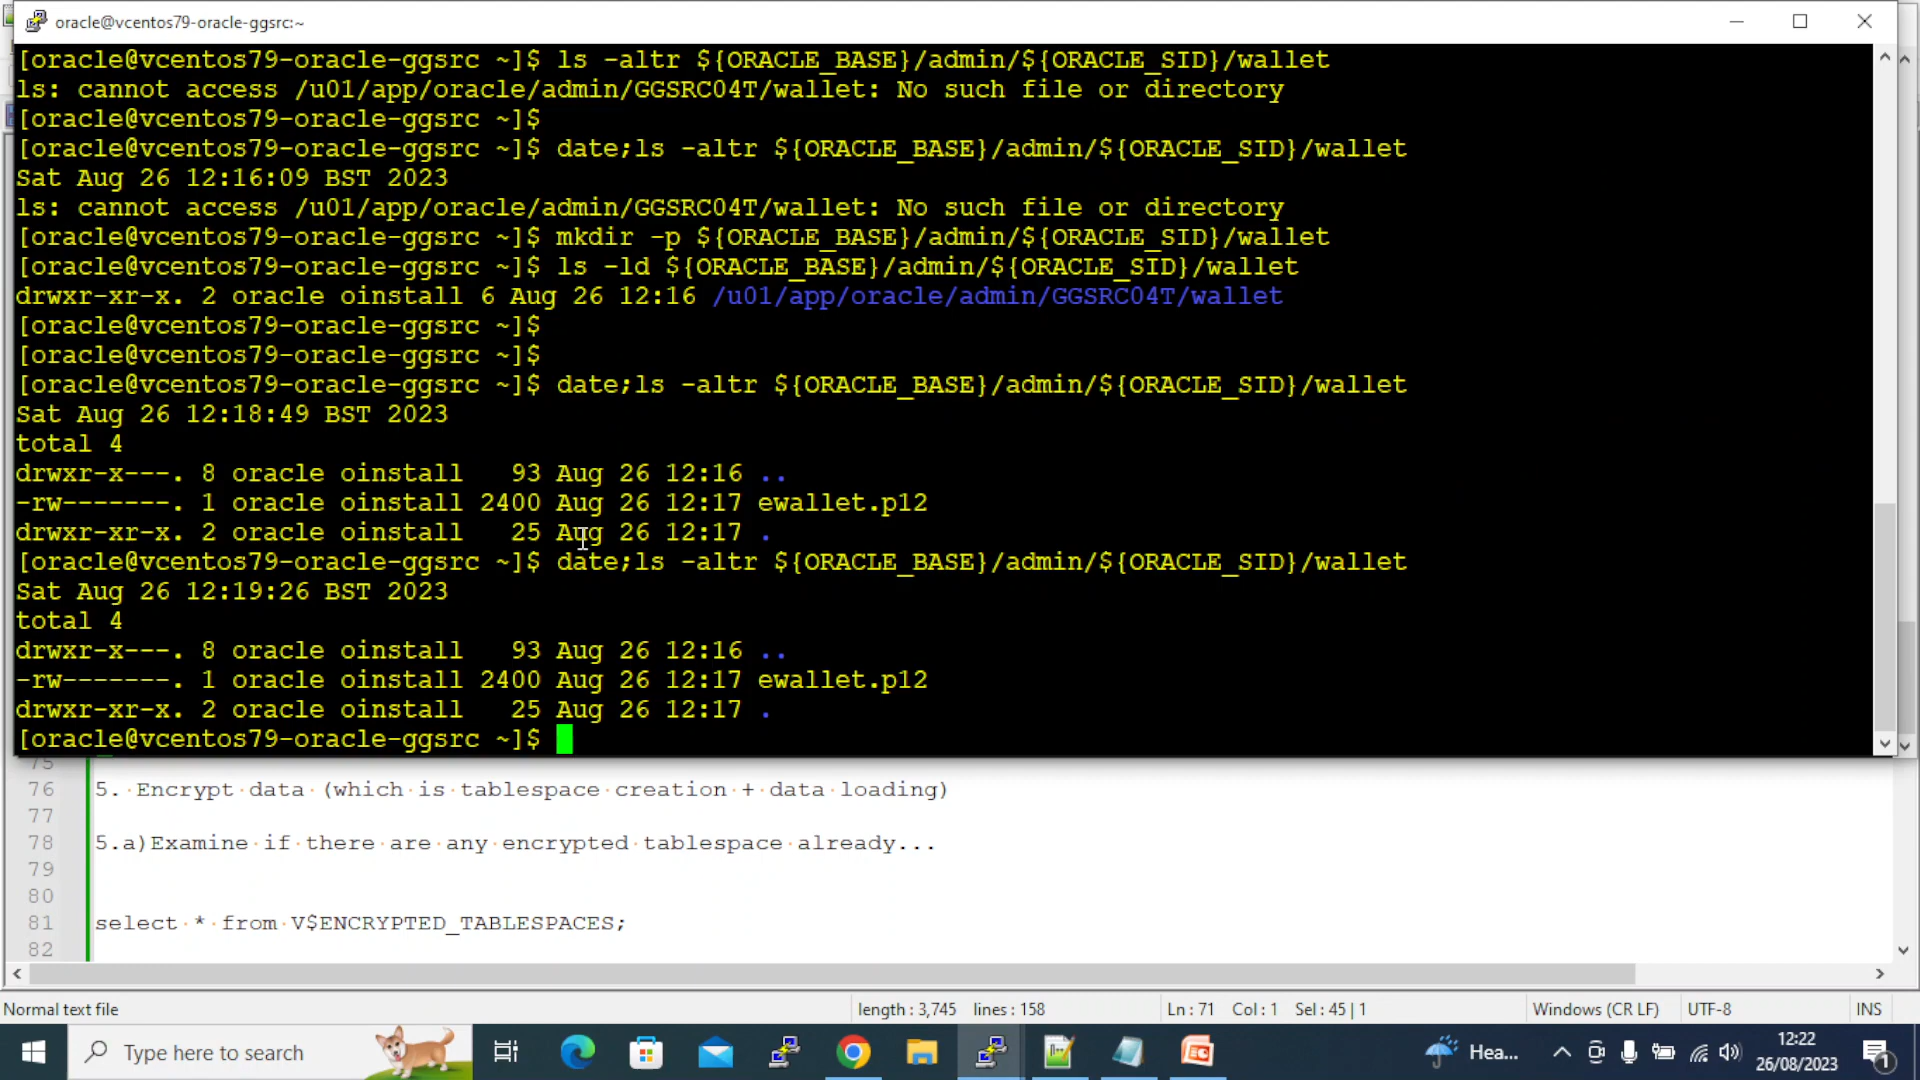 oracle@vcentos79-oracle-ggsrc:~
[oracle@vcentos79-oracle-ggsrc ~]$ ls -altr ${ORACLE_BASE}/admin/${ORACLE_SID}/wallet
ls: cannot access /u01/app/oracle/admin/GGSRC04T/wallet: No such file or directory
[oracle@vcentos79-oracle-ggsrc ~]$
[oracle@vcentos79-oracle-ggsrc ~]$ date;ls -altr ${ORACLE_BASE}/admin/${ORACLE_SID}/wallet
Sat Aug 26 12:16:09 BST 2023
ls: cannot access /u01/app/oracle/admin/GGSRC04T/wallet: No such file or directory
[oracle@vcentos79-oracle-ggsrc ~]$ mkdir -p ${ORACLE_BASE}/admin/${ORACLE_SID}/wallet
[oracle@vcentos79-oracle-ggsrc ~]$ ls -ld ${ORACLE_BASE}/admin/${ORACLE_SID}/wallet
drwxr-xr-x. 2 oracle oinstall 6 Aug 26 12:16 /u01/app/oracle/admin/GGSRC04T/wallet
[oracle@vcentos79-oracle-ggsrc ~]$
[oracle@vcentos79-oracle-ggsrc ~]$
[oracle@vcentos79-oracle-ggsrc ~]$ date;ls -altr ${ORACLE_BASE}/admin/${ORACLE_SID}/wallet
Sat Aug 26 12:18:49 BST 2023
total 4
drwxr-x---. 8 oracle oinstall   93 Aug 26 12:16 ..
-rw-------. 1 oracle oinstall 2400 Aug 26 12:17 ewallet.p12
drwxr-xr-x. 2 oracle oinstall   25 Aug 26 12:17 .
[oracle@vcentos79-oracle-ggsrc ~]$ date;ls -altr ${ORACLE_BASE}/admin/${ORACLE_SID}/wallet
Sat Aug 26 12:19:26 BST 2023
total 4
drwxr-x---. 8 oracle oinstall   93 Aug 26 12:16 ..
-rw-------. 1 oracle oinstall 2400 Aug 26 12:17 ewallet.p12
drwxr-xr-x. 2 oracle oinstall   25 Aug 26 12:17 .
[oracle@vcentos79-oracle-ggsrc ~]$
75
76 5. Encrypt data (which is tablespace creation + data loading)
77
78 5.a)Examine if there are any encrypted tablespace already...
79
80
81 select * from V$ENCRYPTED_TABLESPACES;
82
Normal text file length : 3,745 lines : 158 Ln : 71 Col : 1 Sel : 45 | 1 Windows (CR LF) UTF-8 INS
Type here to search Hea... 12:22
26/08/2023 1